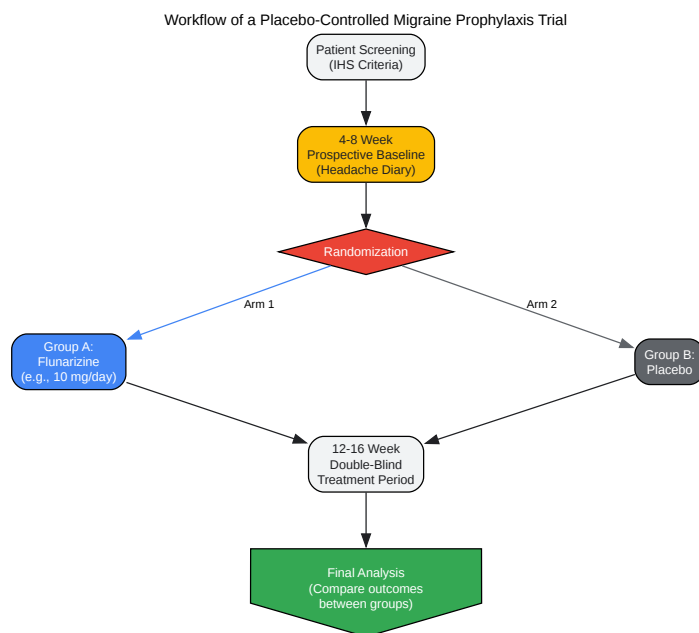 Workflow of a Placebo-Controlled Migraine Prophylaxis Trial
Patient Screening
(IHS Criteria)
4-8 Week
Prospective Baseline
(Headache Diary)
Randomization
Arm 1
Arm 2
Group A:
Flunarizine
(e.g., 10 mg/day)
Group B:
Placebo
12-16 Week
Double-Blind
Treatment Period
Final Analysis
(Compare outcomes
between groups)